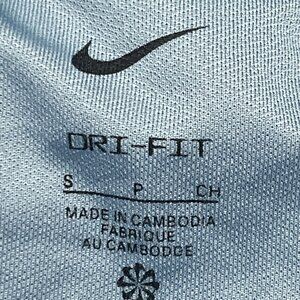 DRI-FIT
S P CH
MADE IN CAMBODIA
FABRIQUE
AU CAMBODGE